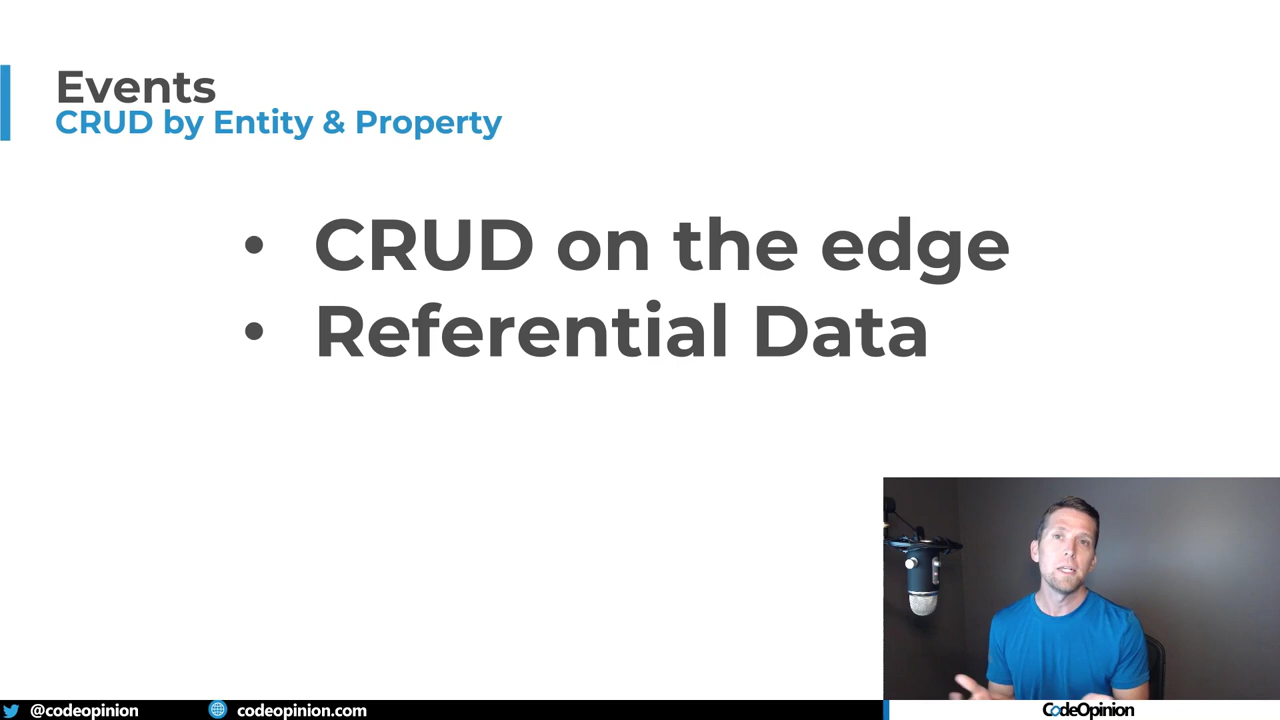 Events
CRUD by Entity & Property
• CRUD on the edge
• Referential Data
@codeopinion
codeopinion.com
CodeOpinion